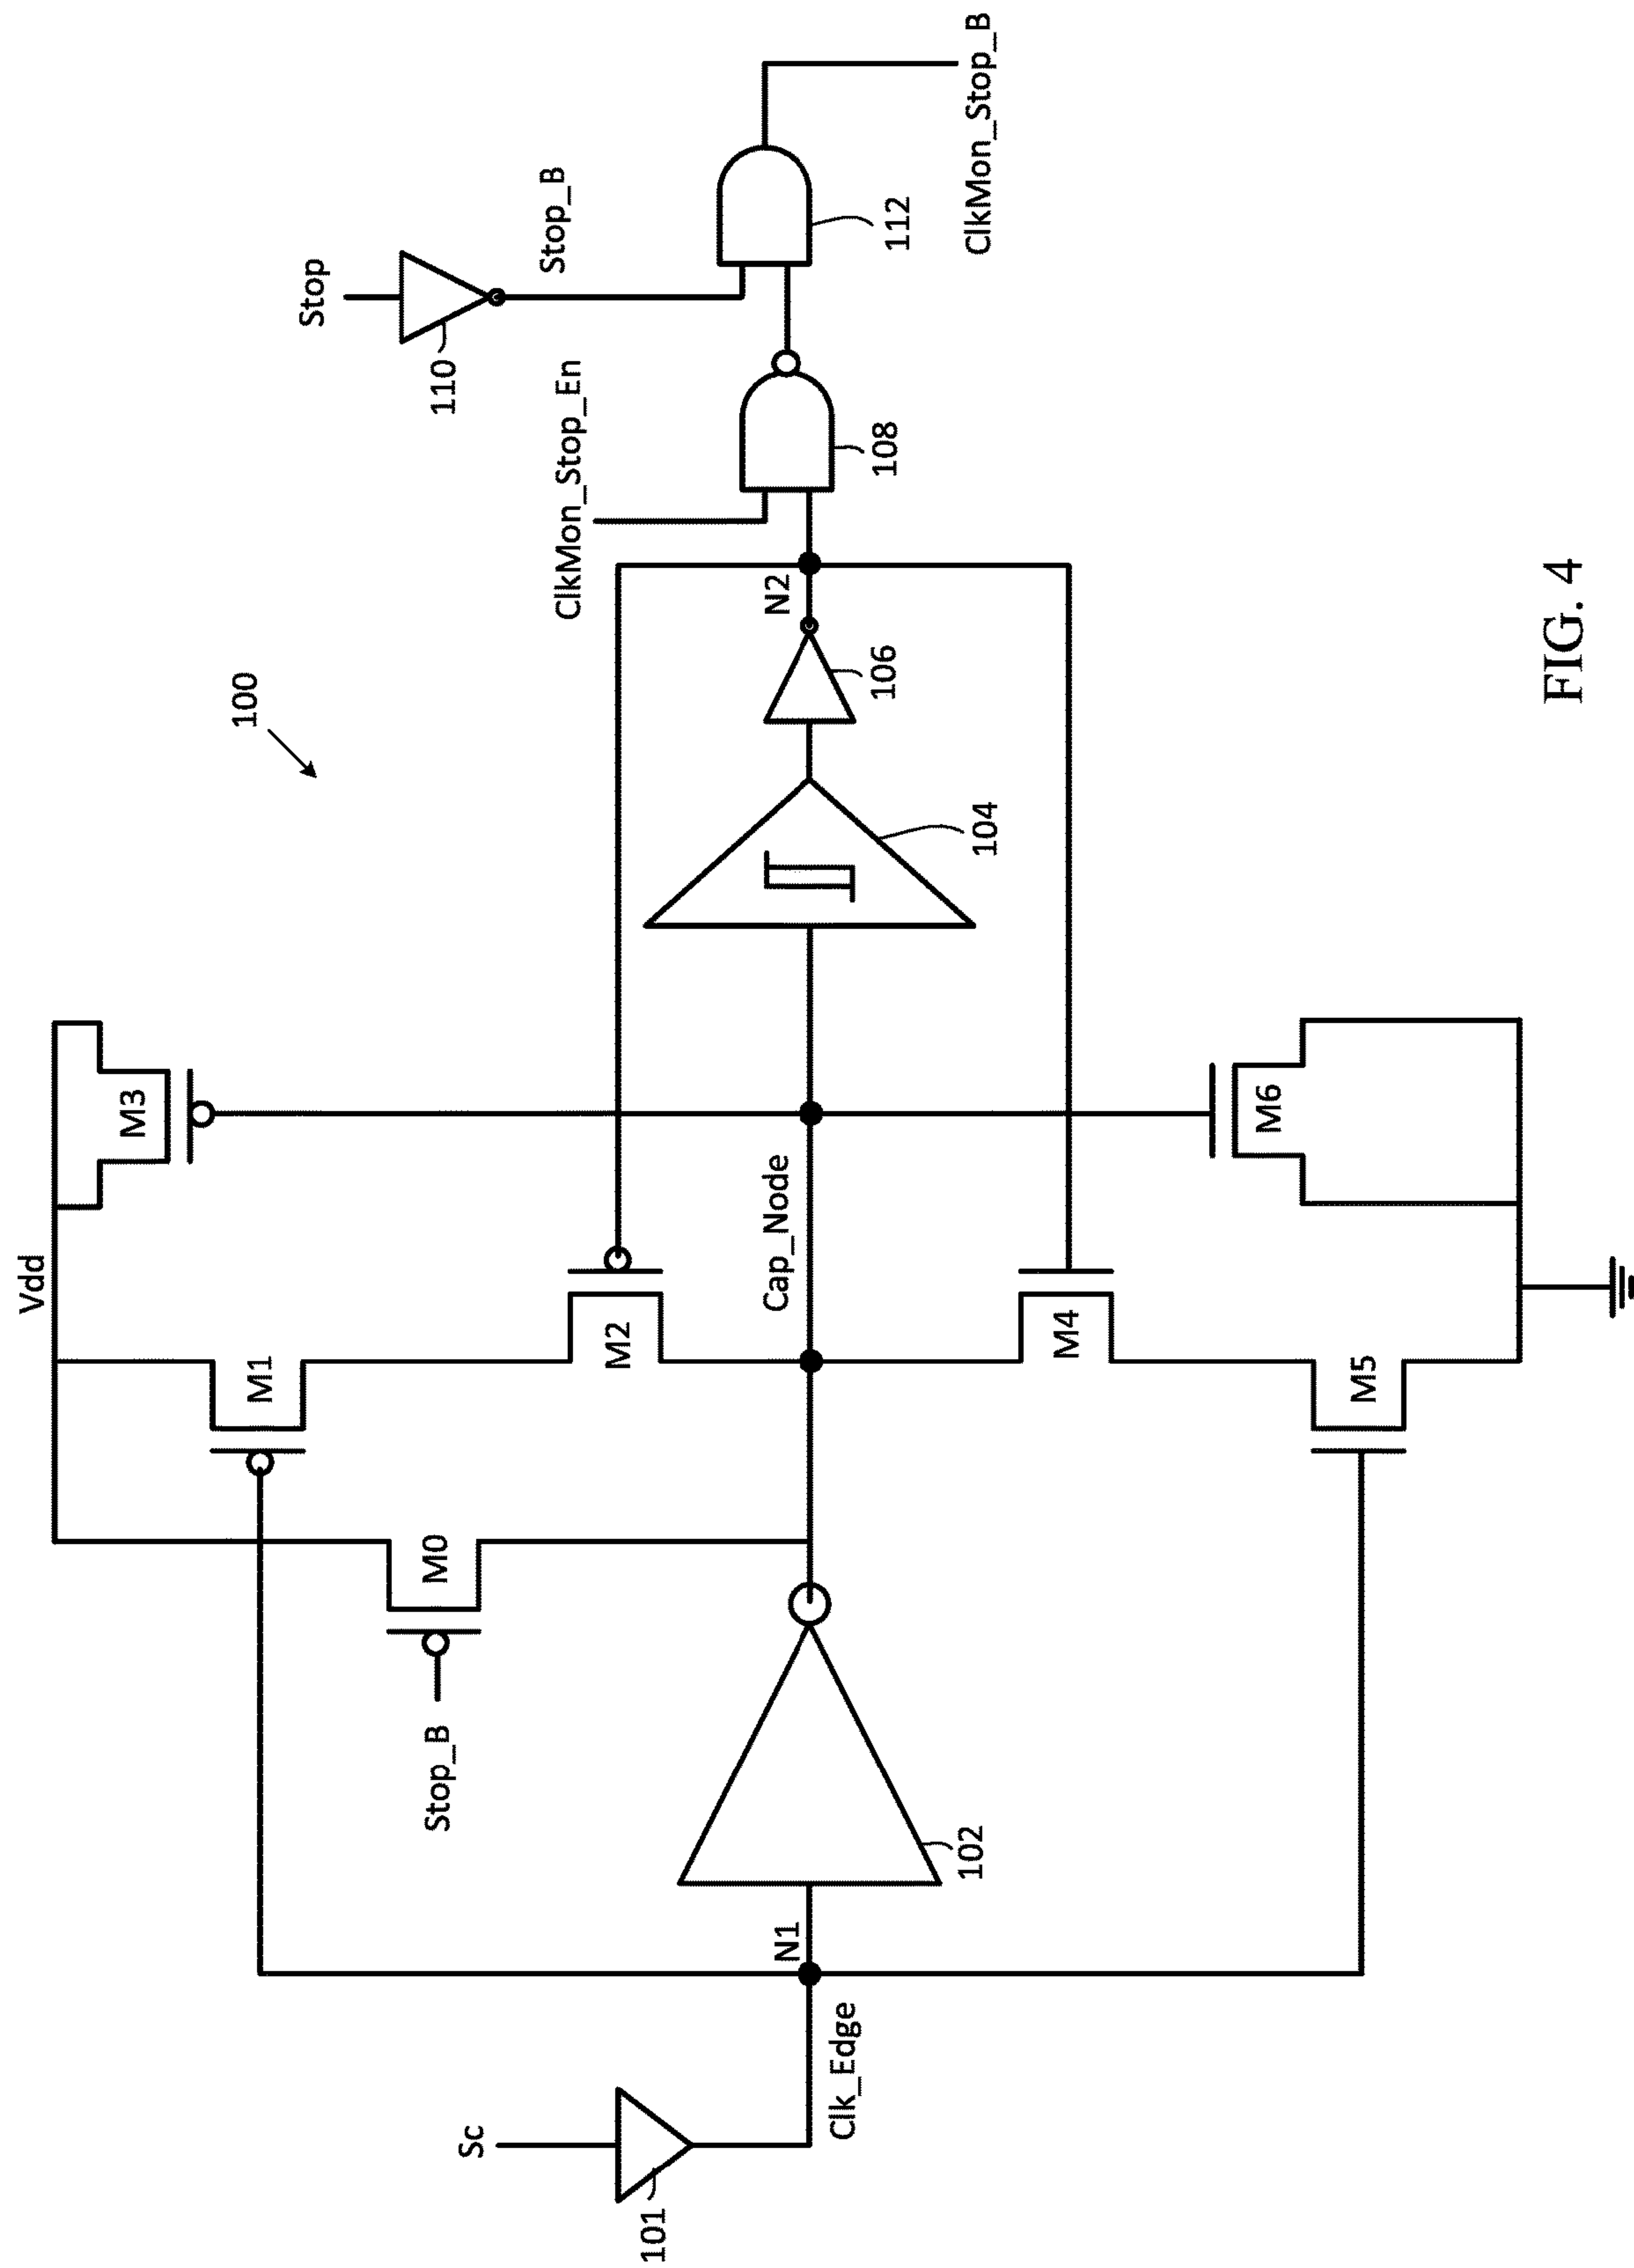 100
Vdd
Sc
101
Clk_Edge
N1
102
Stop_B
M0
M1
M2
Cap_Node
M3
M4
M5
M6
104
106
N2
ClkMon_Stop_En
108
Stop
110
Stop_B
112
ClkMon_Stop_B
FIG. 4